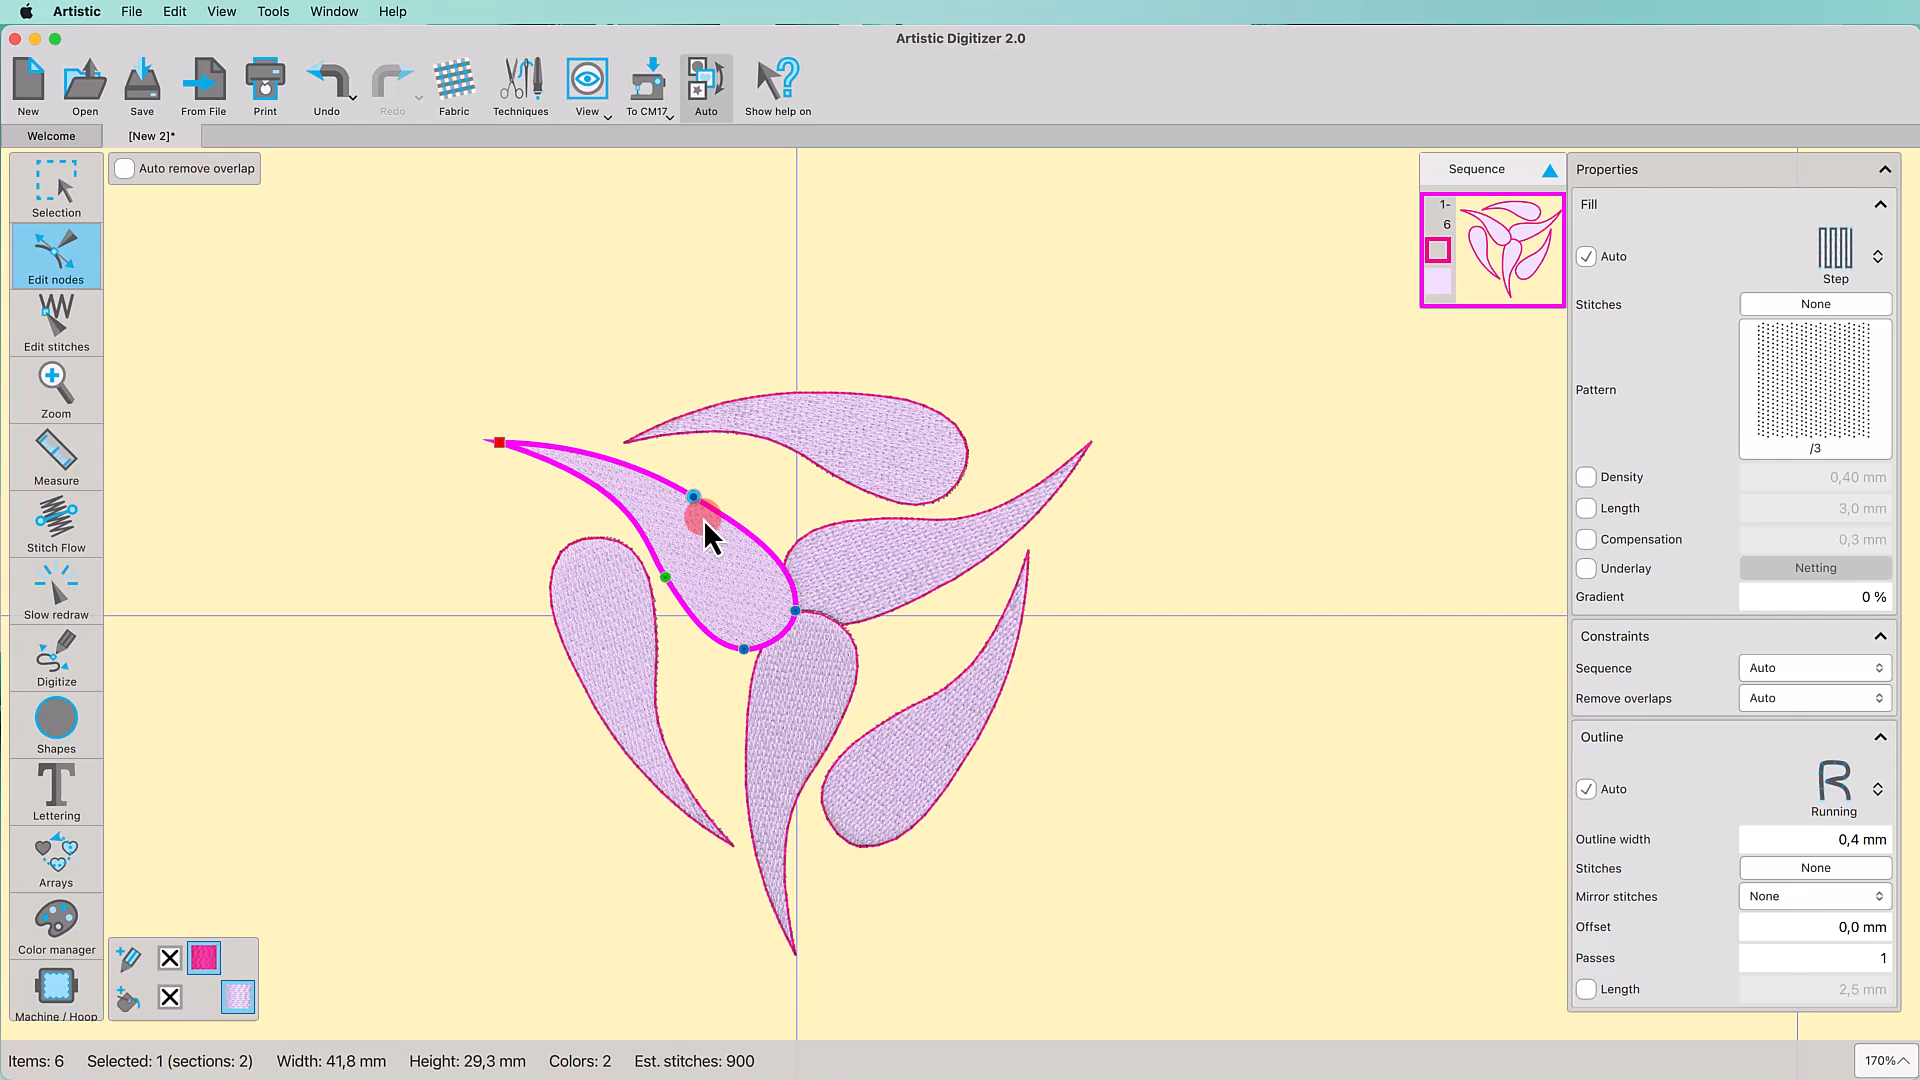 Artistic File Edit View Tools Window Help
Artistic Digitizer 2.0
New Open Save From File Print Undo Redo Fabric Techniques View To CM17 Auto Show help on
Welcome [New 2]*
Selection
Edit nodes
Edit stitches
Zoom
Measure
Stitch Flow
Slow redraw
Digitize
Shapes
Lettering
Arrays
Color manager
Machine / Hoop
Auto remove overlap
Sequence
1-
6
Properties
Fill
Auto
Step
Stitches None
Pattern
/3
Density 0,40 mm
Length 3,0 mm
Compensation 0,3 mm
Underlay Netting
Gradient 0 %
Constraints
Sequence Auto
Remove overlaps Auto
Outline
Auto
Running
Outline width 0,4 mm
Stitches None
Mirror stitches None
Offset 0,0 mm
Passes 1
Length 2,5 mm
Items: 6 Selected: 1 (sections: 2) Width: 41,8 mm Height: 29,3 mm Colors: 2 Est. stitches: 900
170%